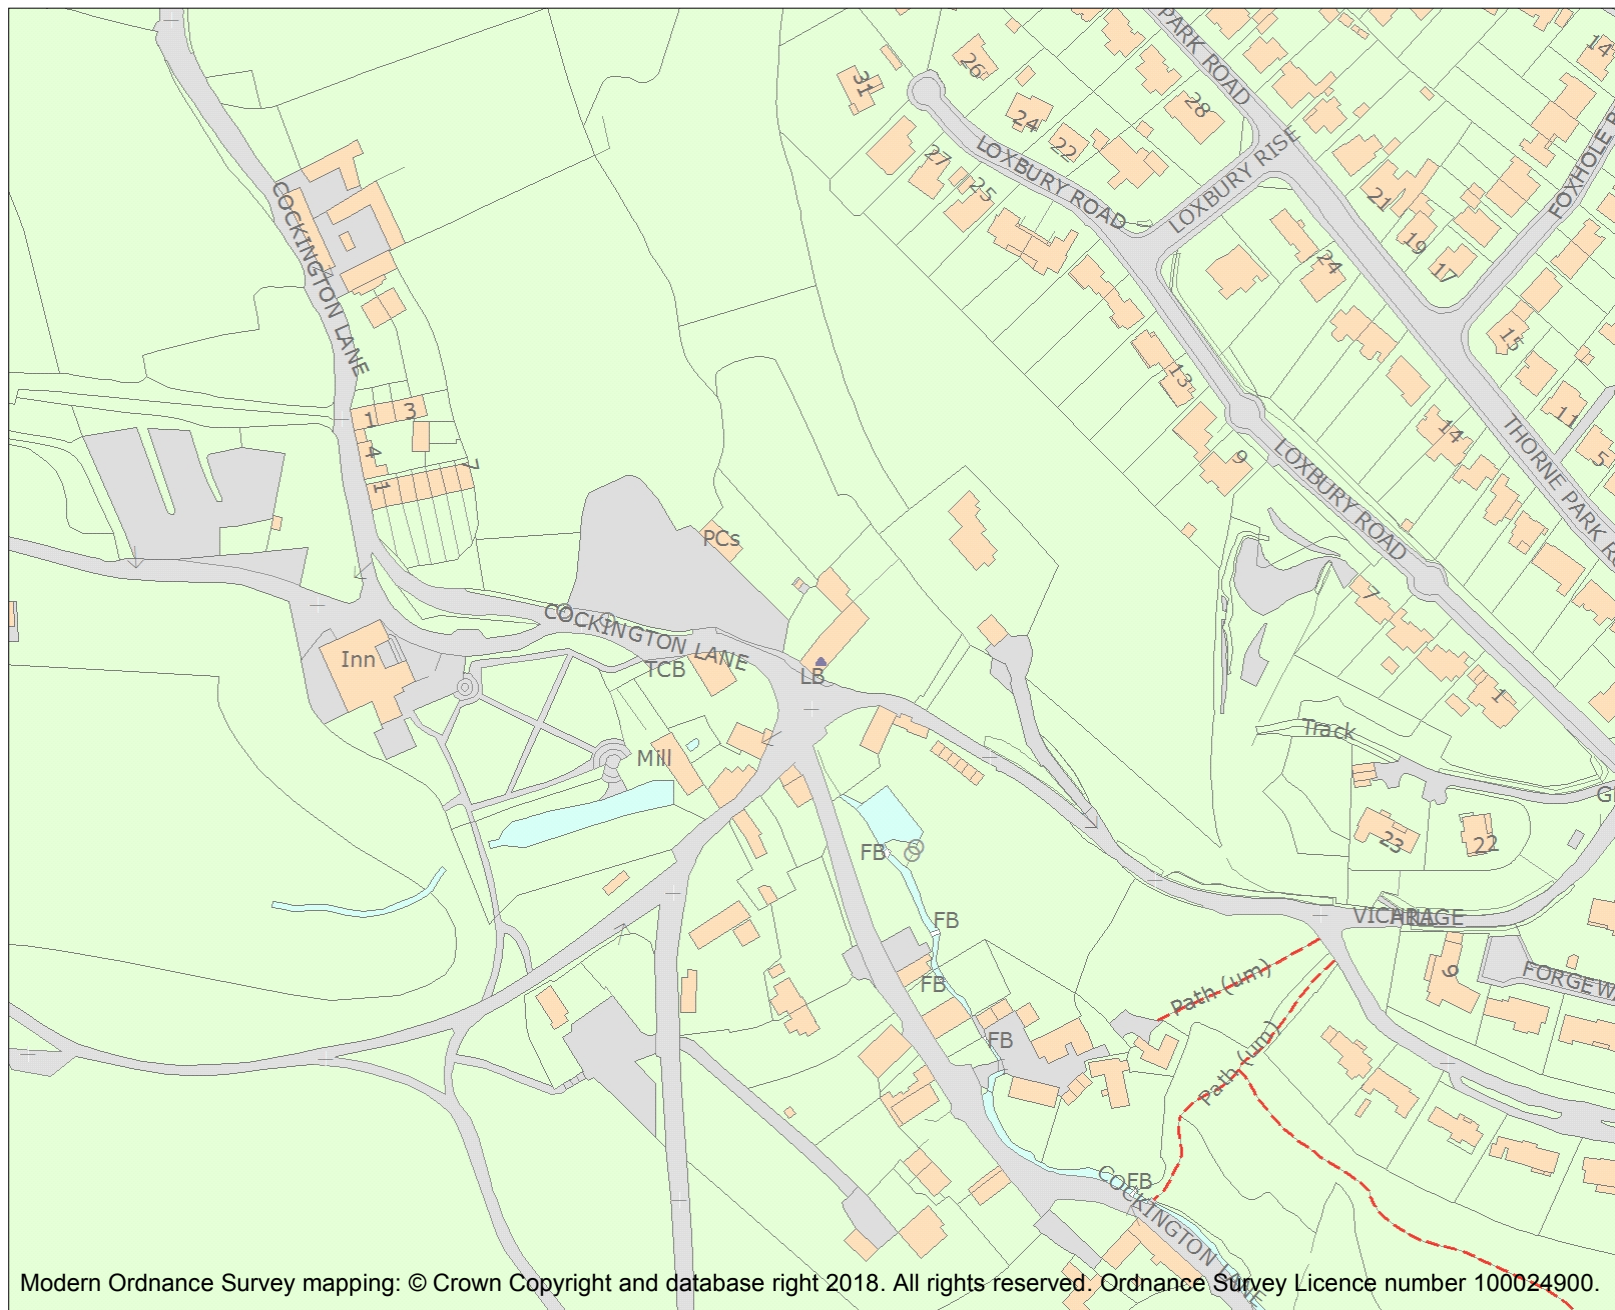 PARK ROAD
14
26
31
24
28
22
LOXBURY RISE
27
LOXBURY ROAD
25
FOXHOLE R
COCKINGTON LANE
21
19
17
24
15
13
1
3
11
4
14
THORNE PARK RO
7
9
5
1
LOXBURY ROAD
PCs
7
COCKINGTON LANE
Inn
TCB
LB
1
Track
Mill
23
22
FB
VICARAGE
FB
9
FORGEWA
Path (um)
FB
FB
Path (um)
FB
COCKINGTON LANE
Modern Ordnance Survey mapping: © Crown Copyright and database right 2018. All rights reserved. Ordnance Survey Licence number 100024900.